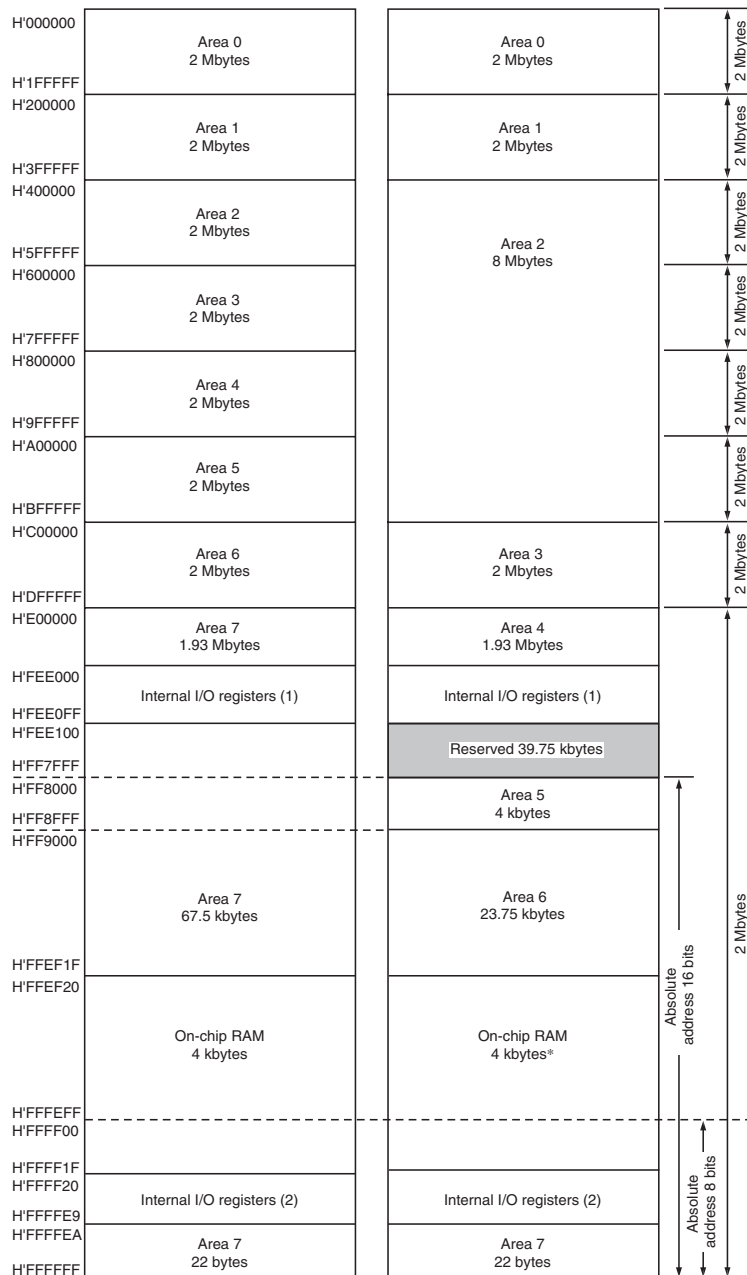 H'000000
Area 0
2 Mbytes
Area 0
2 Mbytes
2 Mbytes
H'1FFFFF
H'200000
Area 1
2 Mbytes
Area 1
2 Mbytes
2 Mbytes
H'3FFFFF
H'400000
Area 2
2 Mbytes
Area 2
8 Mbytes
2 Mbytes
H'5FFFFF
H'600000
Area 3
2 Mbytes
2 Mbytes
H'7FFFFF
H'800000
Area 4
2 Mbytes
2 Mbytes
H'9FFFFF
H'A00000
Area 5
2 Mbytes
2 Mbytes
H'BFFFFF
H'C00000
Area 6
2 Mbytes
Area 3
2 Mbytes
2 Mbytes
H'DFFFFF
H'E00000
Area 7
1.93 Mbytes
Area 4
1.93 Mbytes
H'FEE000
Internal I/O registers (1)
Internal I/O registers (1)
H'FEE0FF
H'FEE100
Reserved 39.75 kbytes
H'FF7FFF
H'FF8000
Area 5
4 kbytes
H'FF8FFF
H'FF9000
Area 7
67.5 kbytes
Area 6
23.75 kbytes
2 Mbytes
Absolute
address 16 bits
H'FFEF1F
H'FFEF20
On-chip RAM
4 kbytes
On-chip RAM
4 kbytes*
H'FFFEFF
H'FFFF00
H'FFFF1F
H'FFFF20
Internal I/O registers (2)
Internal I/O registers (2)
Absolute
address 8 bits
H'FFFFE9
H'FFFFEA
Area 7
22 bytes
Area 7
22 bytes
H'FFFFFF